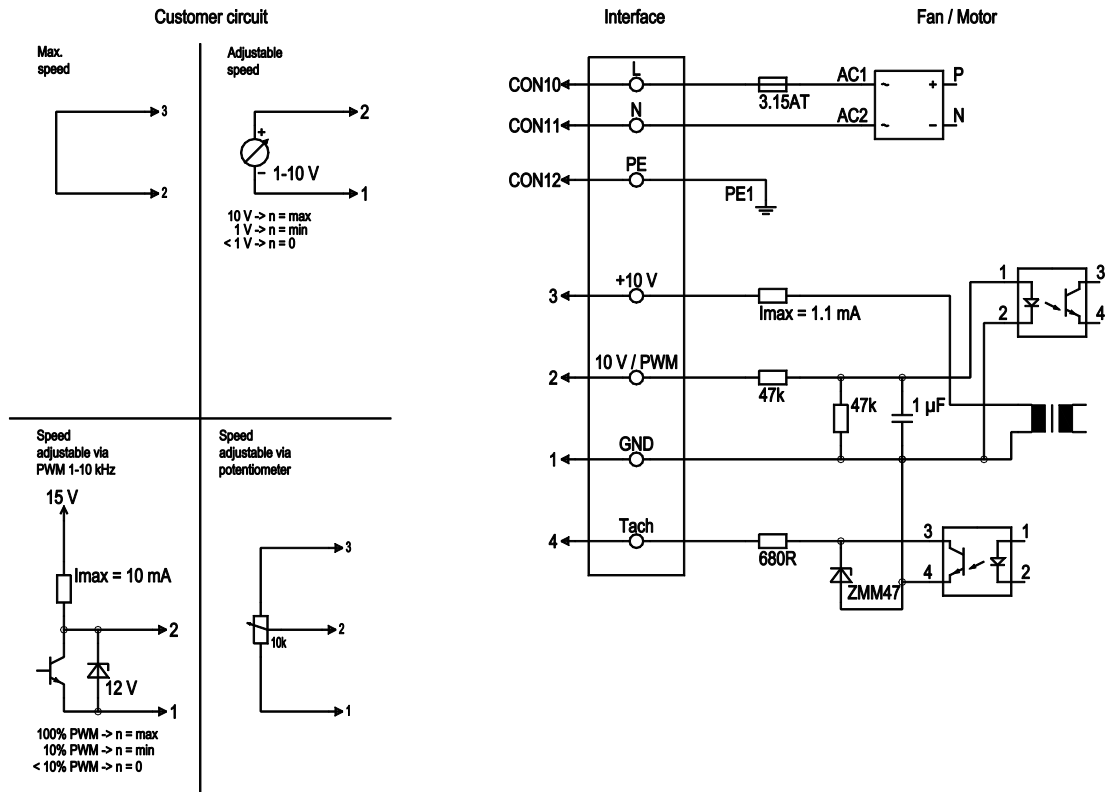 Customer circuit
Interface
Fan / Motor
Max.
speed
3
2
Adjustable
speed
2
+
1-10 V
−
1
10 V -> n = max
1 V -> n = min
< 1 V -> n = 0
Speed
adjustable via
PWM 1-10 kHz
15 V
Imax = 10 mA
2
12 V
1
100% PWM -> n = max
10% PWM -> n = min
< 10% PWM -> n = 0
Speed
adjustable via
potentiometer
3
2
10k
1
CON10
L
3.15AT
AC1
~
+
P
CON11
N
AC2
~
−
N
CON12
PE
PE1
3
+10 V
Imax = 1.1 mA
1
2
3
4
2
10 V / PWM
47k
47k
1 µF
1
GND
4
Tach
680R
ZMM47
3
4
1
2